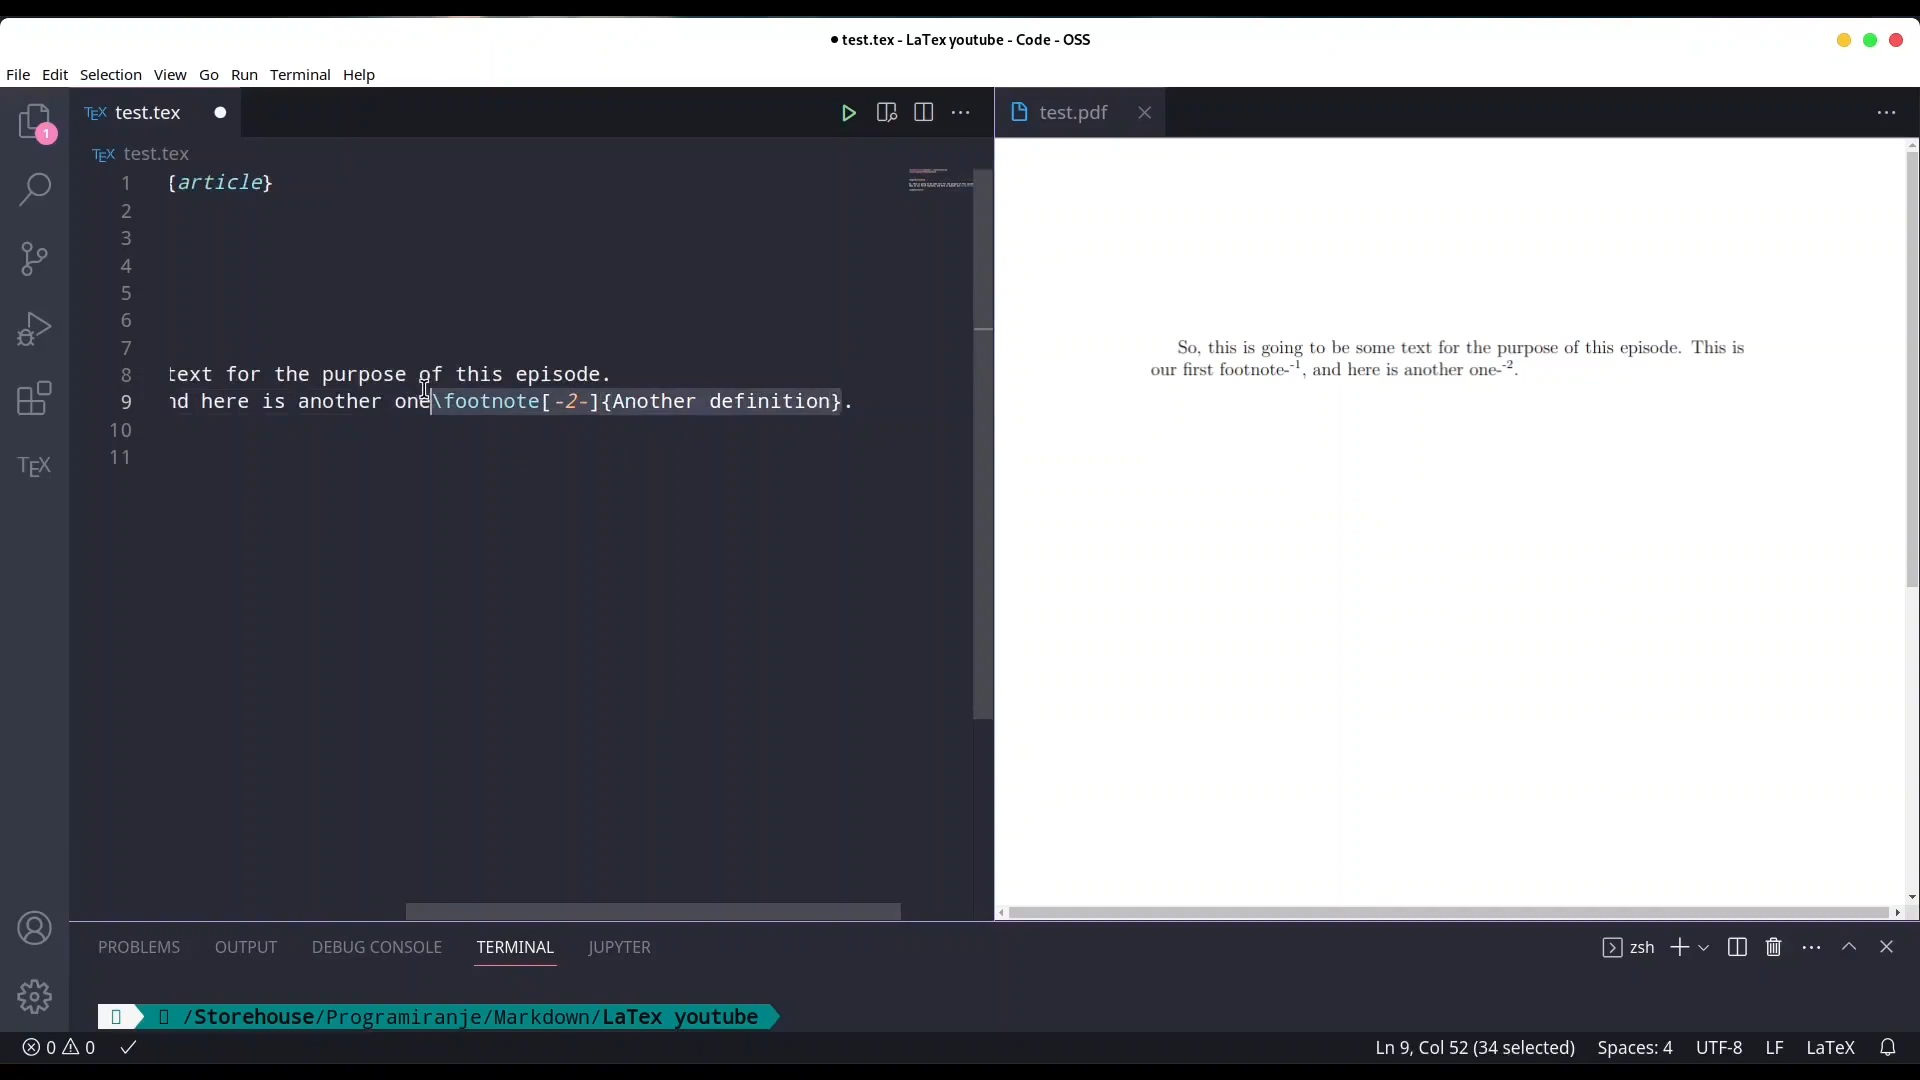 ● test.tex - LaTex youtube - Code - OSS
File Edit Selection View Go Run Terminal Help
1
TEX test.tex
TEX test.tex
1 {article}
2
3
4
5
6
7
8 text for the purpose of this episode.
9 nd here is another one\footnote[-2-]{Another definition}.
10
11
TEX
test.pdf
So, this is going to be some text for the purpose of this episode. This is
our first footnote-⁻¹, and here is another one-⁻².
PROBLEMS OUTPUT DEBUG CONSOLE TERMINAL JUPYTER
zsh
/Storehouse/Programiranje/Markdown/LaTex youtube
0 0
Ln 9, Col 52 (34 selected) Spaces: 4 UTF-8 LF LaTeX